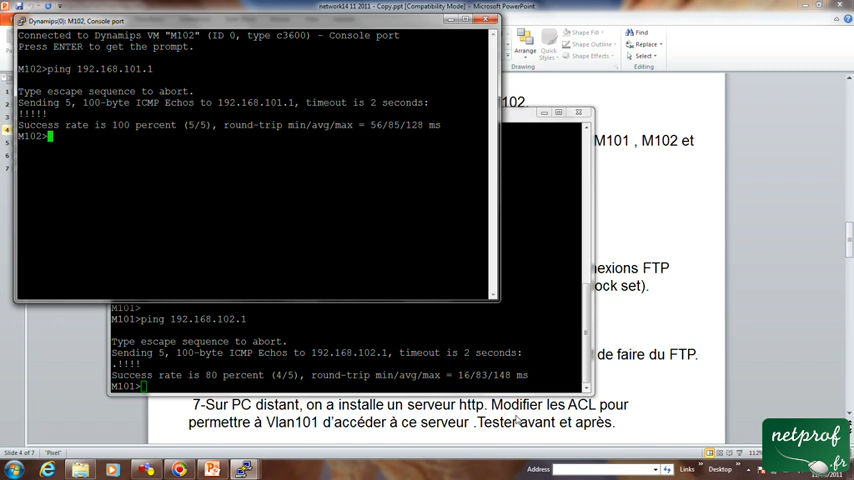 network14 11 2011 - Copy.ppt [Compatibility Mode] - Microsoft PowerPoint
Dynamips(0): M102, Console port
Connected to Dynamips VM "M102" (ID 0, type c3600) - Console port
Press ENTER to get the prompt.
M102>ping 192.168.101.1
Type escape sequence to abort.
Sending 5, 100-byte ICMP Echos to 192.168.101.1, timeout is 2 seconds:
!!!!!
Success rate is 100 percent (5/5), round-trip min/avg/max = 56/85/128 ms
M102>
Arrange
Quick
Styles
Shape Fill
Shape Outline
Shape Effects
Find
Replace
Select
Editing
102.
M101 , M102 et
nexions FTP
ock set).
de faire du FTP.
M101>
M101>ping 192.168.102.1
Type escape sequence to abort.
Sending 5, 100-byte ICMP Echos to 192.168.102.1, timeout is 2 seconds:
.!!!!
Success rate is 80 percent (4/5), round-trip min/avg/max = 16/83/148 ms
M101>
7-Sur PC distant, on a installe un serveur http. Modifier les ACL pour
permettre à Vlan101 d'accéder à ce serveur .Tester avant et après.
Slide 4 of 7
Address
Links
Desktop
netprof
.fr